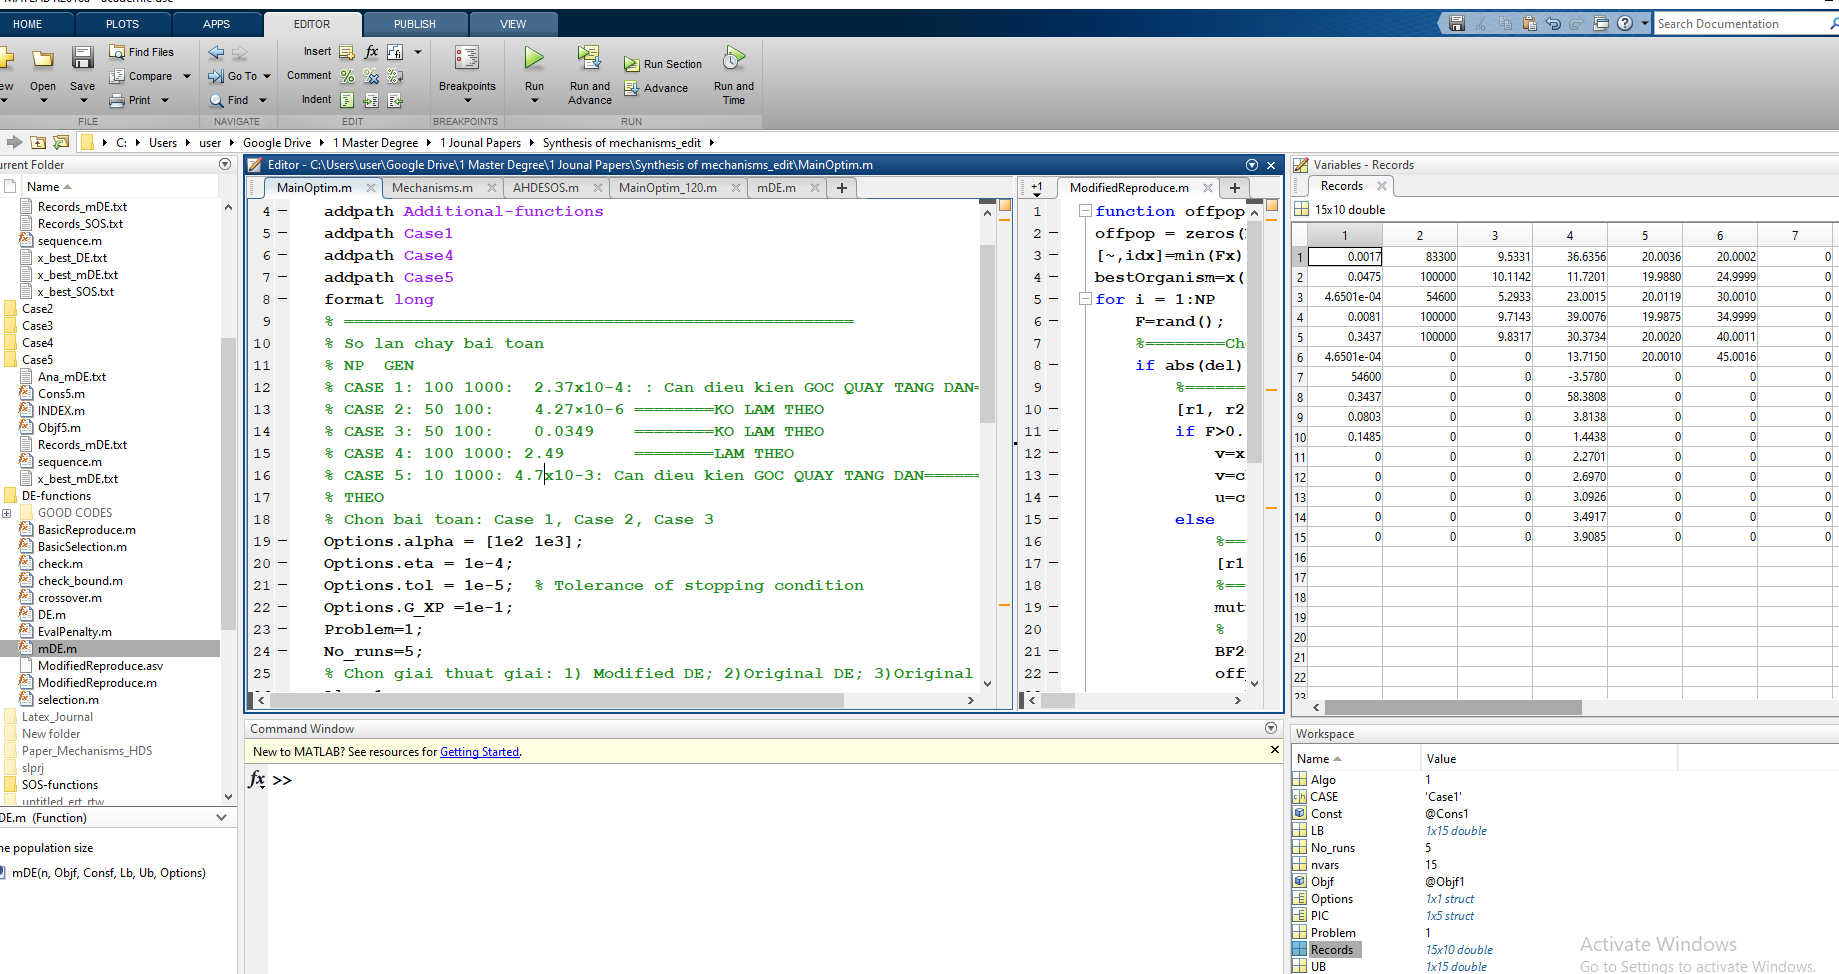 HOME PLOTS APPS EDITOR PUBLISH VIEW
Search Documentation
Open Save
Find Files
Compare
Print
Go To
Find
Insert
Comment
Indent
Breakpoints
Run
Run and Advance
Run Section
Advance
Run and Time
FILE NAVIGATE EDIT BREAKPOINTS RUN
C: Users user Google Drive 1 Master Degree 1 Jounal Papers Synthesis of mechanisms_edit
Folder
Name
Records_mDE.txt
Records_SOS.txt
sequence.m
x_best_DE.txt
x_best_mDE.txt
x_best_SOS.txt
Case2
Case3
Case4
Case5
Ana_mDE.txt
Cons5.m
INDEX.m
Objf5.m
Records_mDE.txt
sequence.m
x_best_mDE.txt
DE-functions
GOOD CODES
BasicReproduce.m
BasicSelection.m
check.m
check_bound.m
crossover.m
DE.m
EvalPenalty.m
mDE.m
ModifiedReproduce.asv
ModifiedReproduce.m
selection.m
Latex_Journal
New folder
Paper_Mechanisms_HDS
slprj
SOS-functions
untitled_ert_rtw
DE.m (Function)
population size
mDE(n, Objf, Consf, Lb, Ub, Options)
Editor - C:\Users\user\Google Drive\1 Master Degree\1 Jounal Papers\Synthesis of mechanisms_edit\MainOptim.m
MainOptim.m Mechanisms.m AHDESOS.m MainOptim_120.m mDE.m +
4 addpath Additional-functions
5 addpath Case1
6 addpath Case4
7 addpath Case5
8 format long
9 % ===================================================
10 % So lan chay bai toan
11 % NP GEN
12 % CASE 1: 100 1000: 2.37x10-4: : Can dieu kien GOC QUAY TANG DAN=
13 % CASE 2: 50 100: 4.27×10-6 ========KO LAM THEO
14 % CASE 3: 50 100: 0.0349 ========KO LAM THEO
15 % CASE 4: 100 1000: 2.49 ========LAM THEO
16 % CASE 5: 10 1000: 4.7x10-3: Can dieu kien GOC QUAY TANG DAN======
17 % THEO
18 % Chon bai toan: Case 1, Case 2, Case 3
19 Options.alpha = [1e2 1e3];
20 Options.eta = 1e-4;
21 Options.tol = 1e-5; % Tolerance of stopping condition
22 Options.G_XP =1e-1;
23 Problem=1;
24 No_runs=5;
25 % Chon giai thuat giai: 1) Modified DE; 2)Original DE; 3)Original
+1 ModifiedReproduce.m +
1 function offpop
2 offpop = zeros(
3 [~,idx]=min(Fx)
4 bestOrganism=x(
5 for i = 1:NP
6 F=rand();
7 %========Ch
8 if abs(del)
9 %======
10 [r1, r2
11 if F>0.
12 v=x
13 v=c
14 u=c
15 else
16 %==
17 [r1
18 %==
19 mut
20 %
21 BF2
22 off
Command Window
New to MATLAB? See resources for Getting Started.
fx >>
Variables - Records
Records
15x10 double
1 2 3 4 5 6 7
1 0.0017 83300 9.5331 36.6356 20.0036 20.0002 0
2 0.0475 100000 10.1142 11.7201 19.9880 24.9999 0
3 4.6501e-04 54600 5.2933 23.0015 20.0119 30.0010 0
4 0.0081 100000 9.7143 39.0076 19.9875 34.9999 0
5 0.3437 100000 9.8317 30.3734 20.0020 40.0011 0
6 4.6501e-04 0 0 13.7150 20.0010 45.0016 0
7 54600 0 0 -3.5780 0 0 0
8 0.3437 0 0 58.3808 0 0 0
9 0.0803 0 0 3.8138 0 0 0
10 0.1485 0 0 1.4438 0 0 0
11 0 0 0 2.2701 0 0 0
12 0 0 0 2.6970 0 0 0
13 0 0 0 3.0926 0 0 0
14 0 0 0 3.4917 0 0 0
15 0 0 0 3.9085 0 0 0
16
17
18
19
20
21
22
23
Workspace
Name Value
Algo 1
CASE 'Case1'
Const @Cons1
LB 1x15 double
No_runs 5
nvars 15
Objf @Objf1
Options 1x1 struct
PIC 1x5 struct
Problem 1
Records 15x10 double
UB 1x15 double
Activate Windows
Go to Settings to activate Windows.